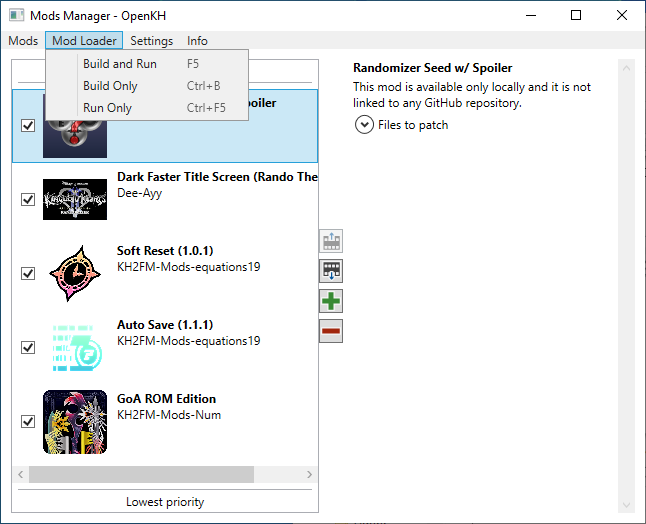 Mods Manager - OpenKH
Mods Mod Loader Settings Info
Build and Run F5
Build Only Ctrl+B
Run Only Ctrl+F5
Randomizer Seed w/ Spoiler
This mod is available only locally and it is not
linked to any GitHub repository.
Files to patch
oiler
Dark Faster Title Screen (Rando The
Dee-Ayy
Soft Reset (1.0.1)
KH2FM-Mods-equations19
Auto Save (1.1.1)
KH2FM-Mods-equations19
GoA ROM Edition
KH2FM-Mods-Num
Lowest priority